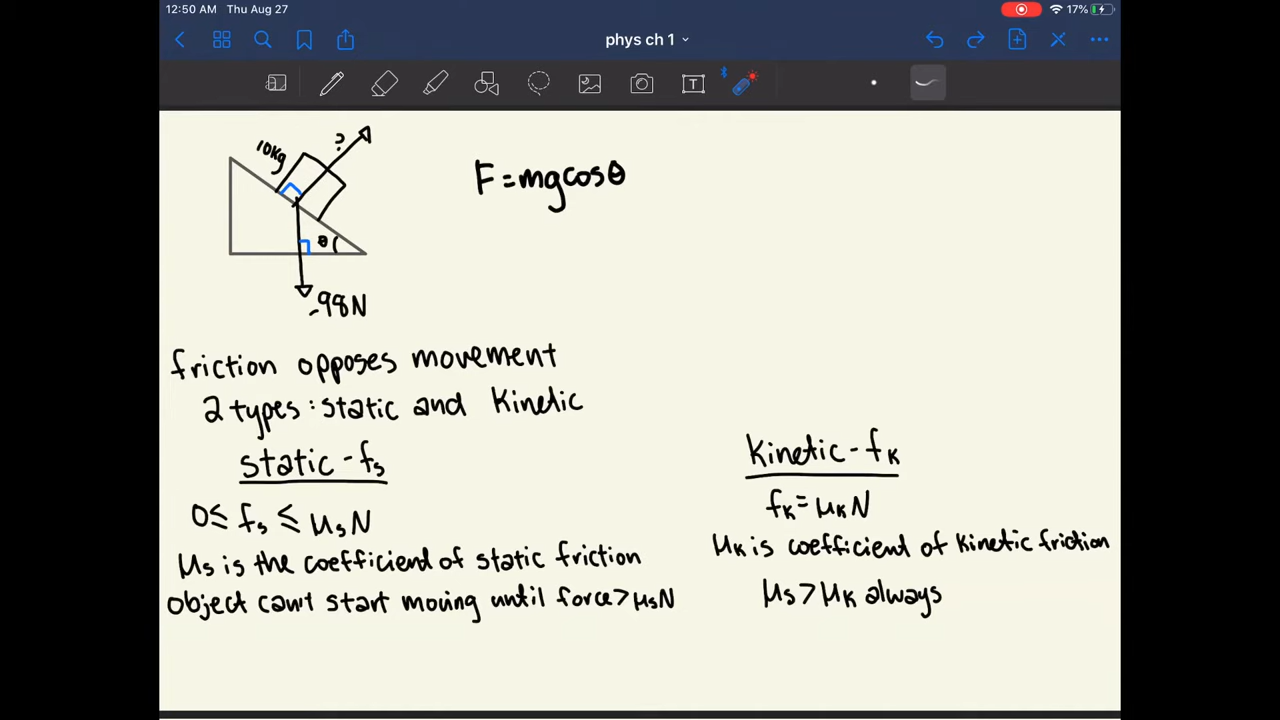 12:50 AM Thu Aug 27
17%
phys ch 1
T
10kg
?
F=mgcosθ
θ
-98N
friction opposes movement
2 types: static and kinetic
static - fs
0≤ fs ≤ μsN
μs is the coefficient of static friction
object can't start moving until force>μsN
kinetic - fK
fK=μKN
μK is coefficient of kinetic friction
μs>μK always